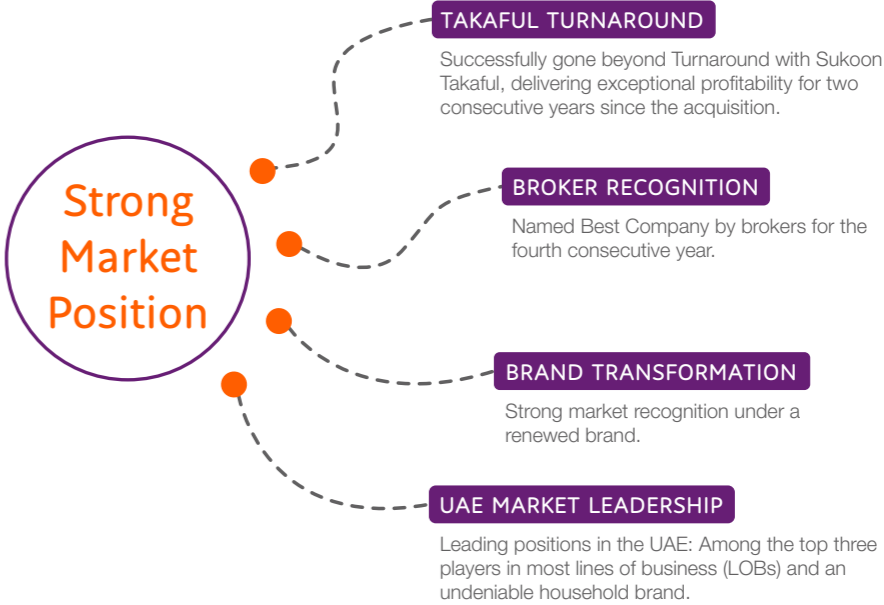 Strong
Market
Position
TAKAFUL TURNAROUND
Successfully gone beyond Turnaround with Sukoon
Takaful, delivering exceptional profitability for two
consecutive years since the acquisition.
BROKER RECOGNITION
Named Best Company by brokers for the
fourth consecutive year.
BRAND TRANSFORMATION
Strong market recognition under a
renewed brand.
UAE MARKET LEADERSHIP
Leading positions in the UAE: Among the top three
players in most lines of business (LOBs) and an
undeniable household brand.